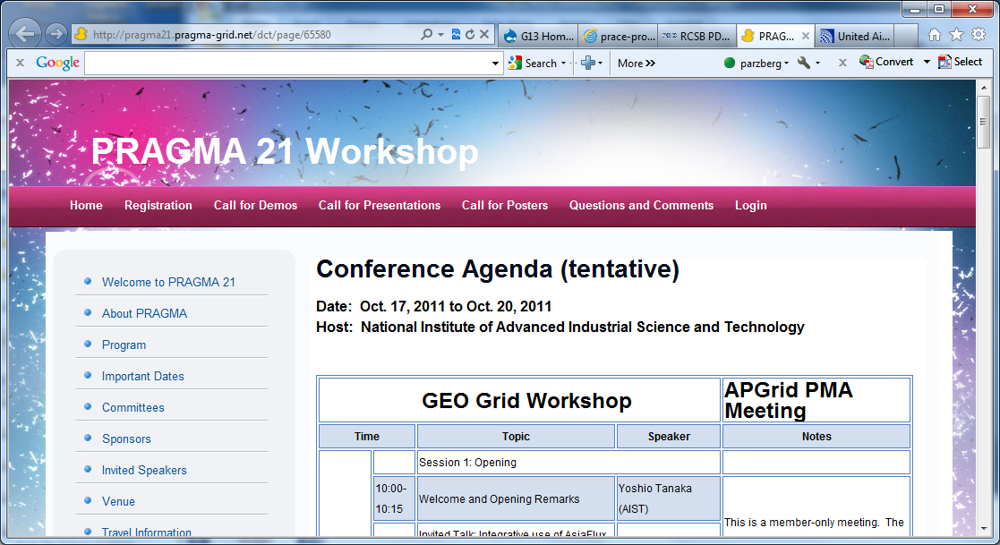 http://pragma21.pragma-grid.net/dct/page/65580
G13 Hom...
prace-pro...
RCSB PD...
PRAG...
United Ai...
x Google
Search
More >>
parzberg
x
Convert
Select
PRAGMA 21 Workshop
Home Registration Call for Demos Call for Presentations Call for Posters Questions and Comments Login
Welcome to PRAGMA 21
About PRAGMA
Program
Important Dates
Committees
Sponsors
Invited Speakers
Venue
Travel Information
Conference Agenda (tentative)
Date: Oct. 17, 2011 to Oct. 20, 2011
Host: National Institute of Advanced Industrial Science and Technology
GEO Grid Workshop
APGrid PMA
Meeting
Time Topic Speaker Notes
Session 1: Opening
10:00-
10:15
Welcome and Opening Remarks
Yoshio Tanaka
(AIST)
This is a member-only meeting. The
Invited Talk: Integrative use of AsiaFlux